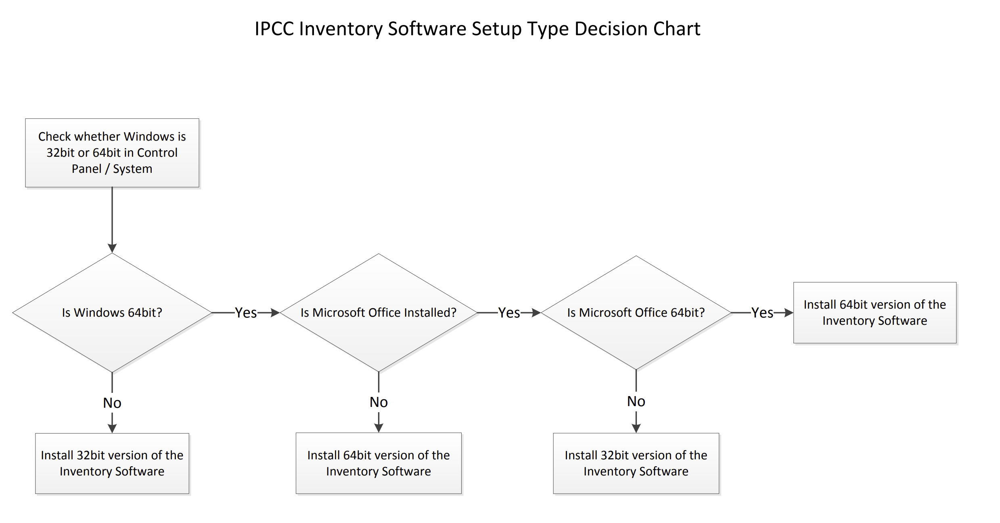 IPCC Inventory Software Setup Type Decision Chart
Check whether Windows is
32bit or 64bit in Control
Panel / System
Is Windows 64bit?
Yes
Is Microsoft Office Installed?
Yes
Is Microsoft Office 64bit?
Yes
Install 64bit version of the
Inventory Software
No
No
No
Install 32bit version of the
Inventory Software
Install 64bit version of the
Inventory Software
Install 32bit version of the
Inventory Software